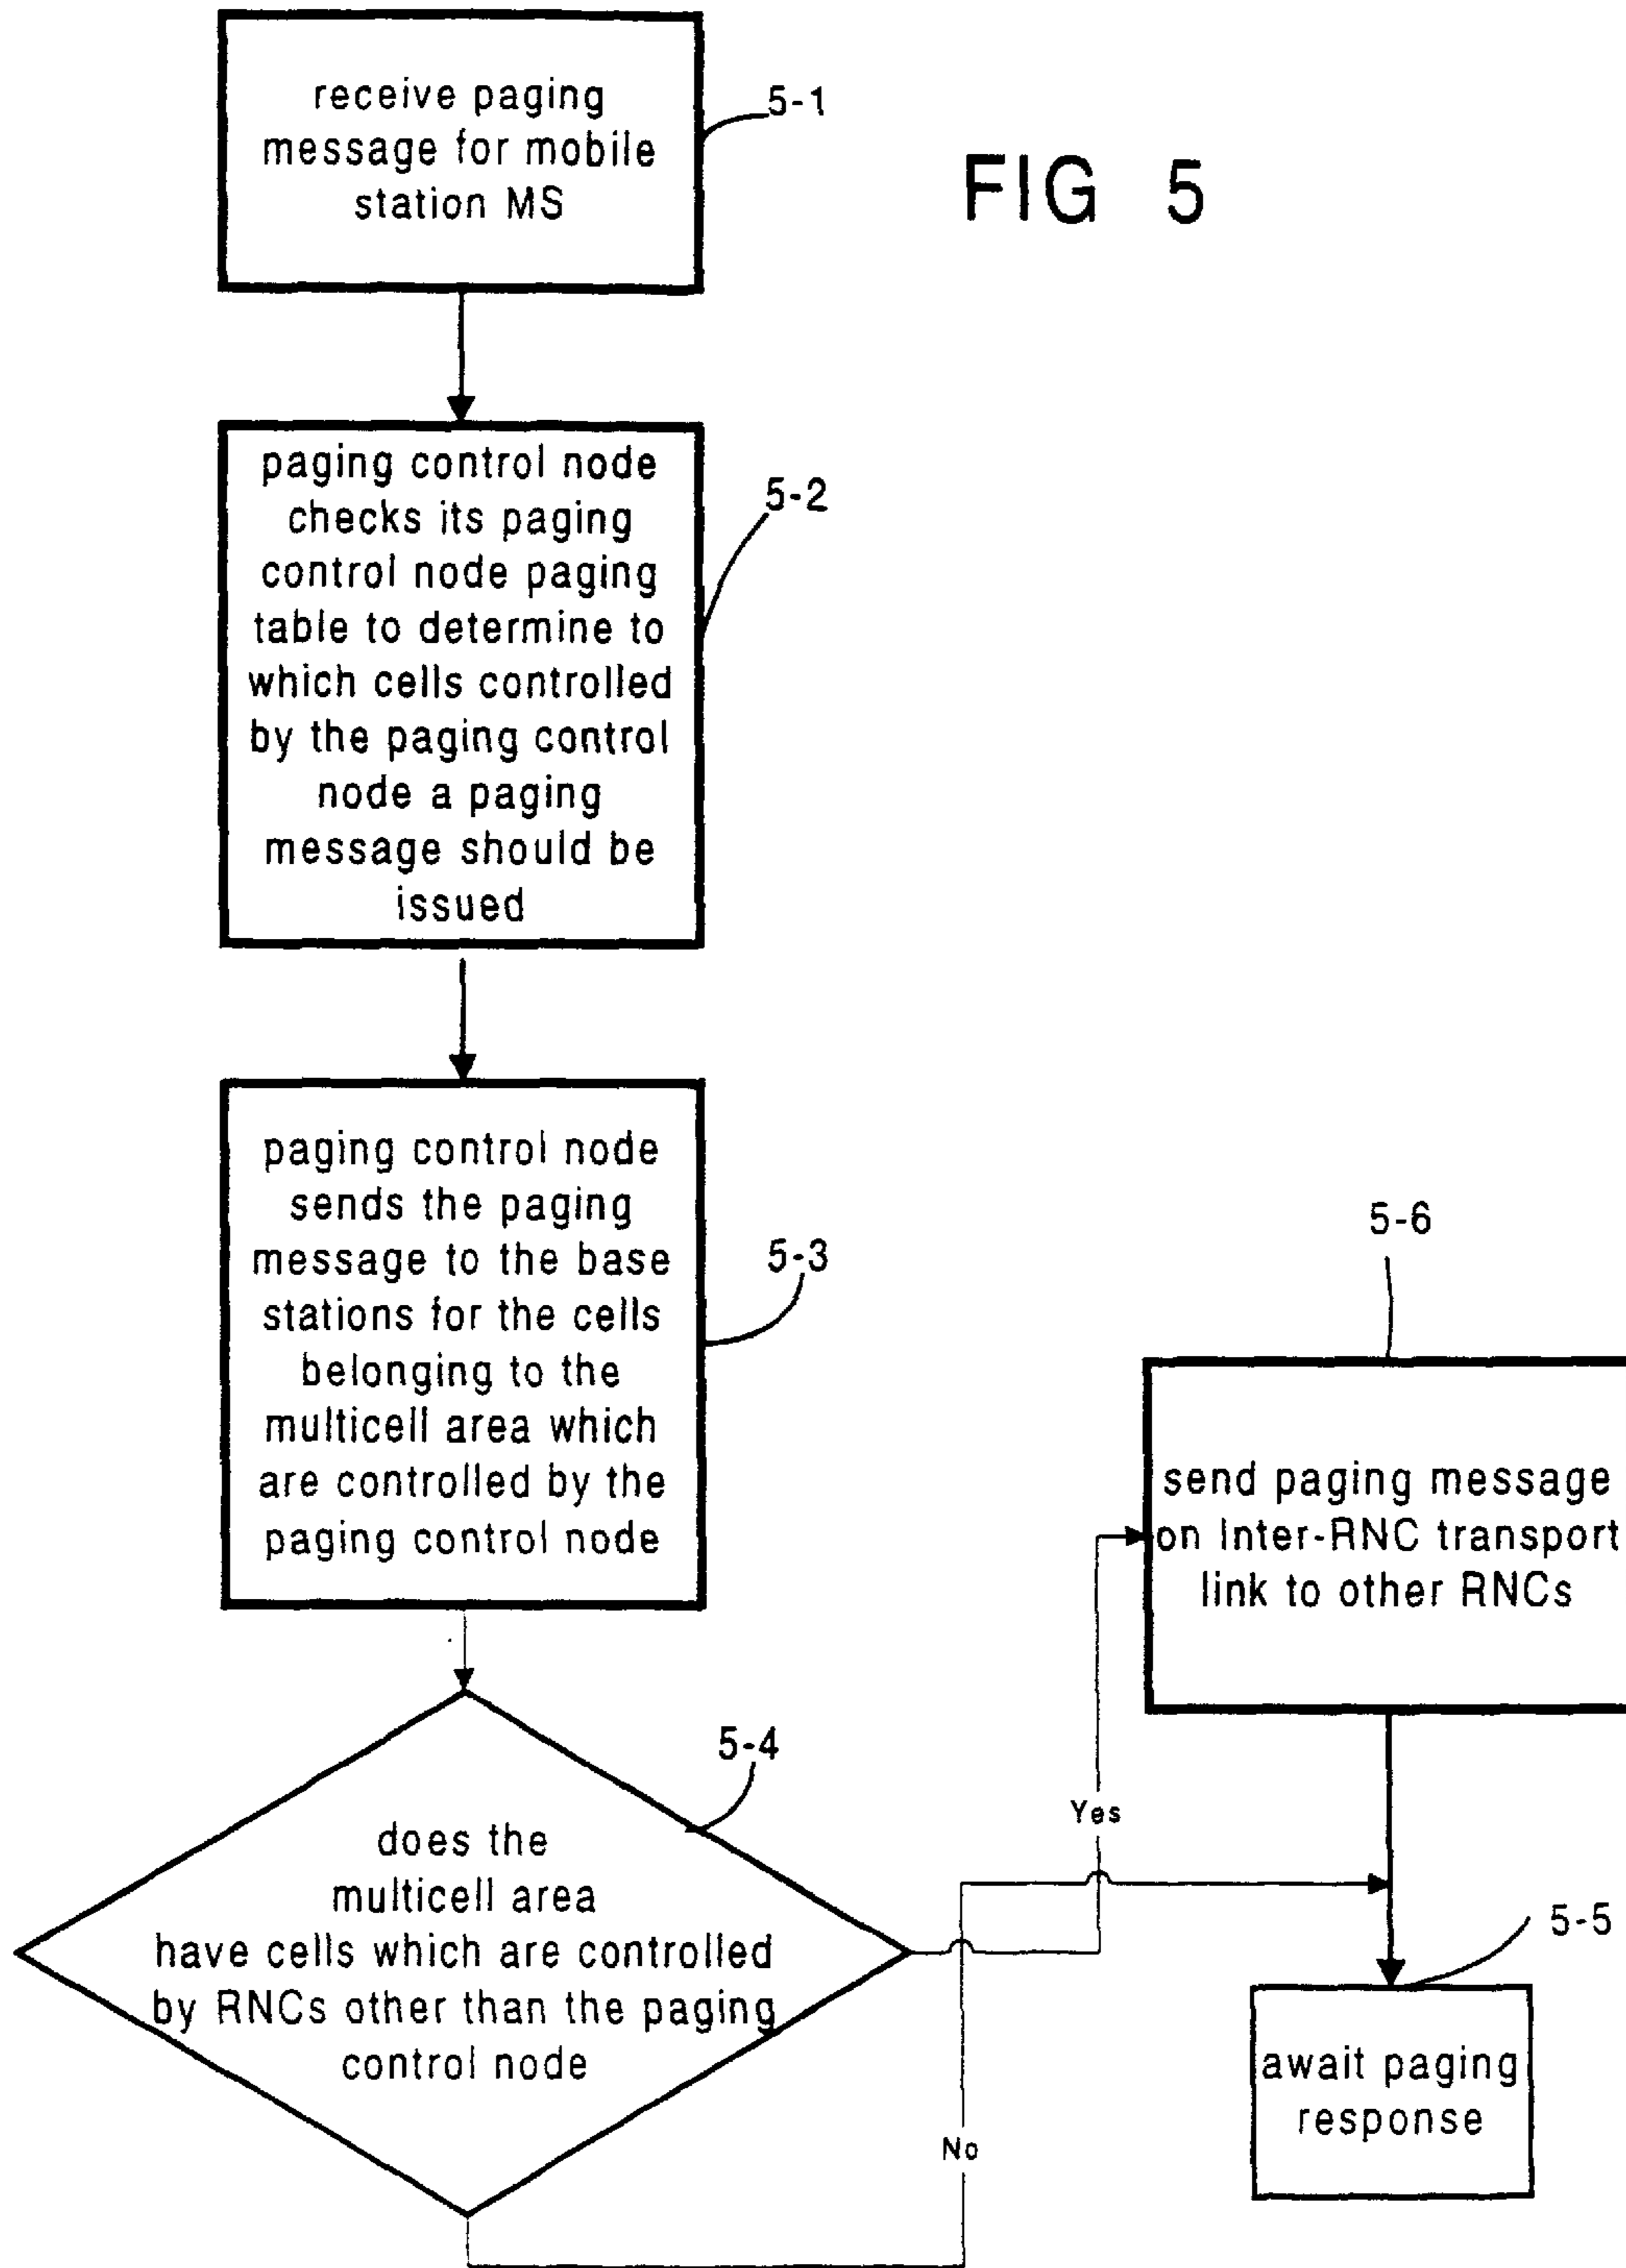 receive paging
message for mobile
station MS
5-1
FIG 5
paging control node
checks its paging
control node paging
table to determine to
which cells controlled
by the paging control
node a paging
message should be
issued
5-2
paging control node
sends the paging
message to the base
stations for the cells
belonging to the
multicell area which
are controlled by the
paging control node
5-3
does the
multicell area
have cells which are controlled
by RNCs other than the paging
control node
5-4
Yes
No
5-6
send paging message
on Inter-RNC transport
link to other RNCs
5-5
await paging
response